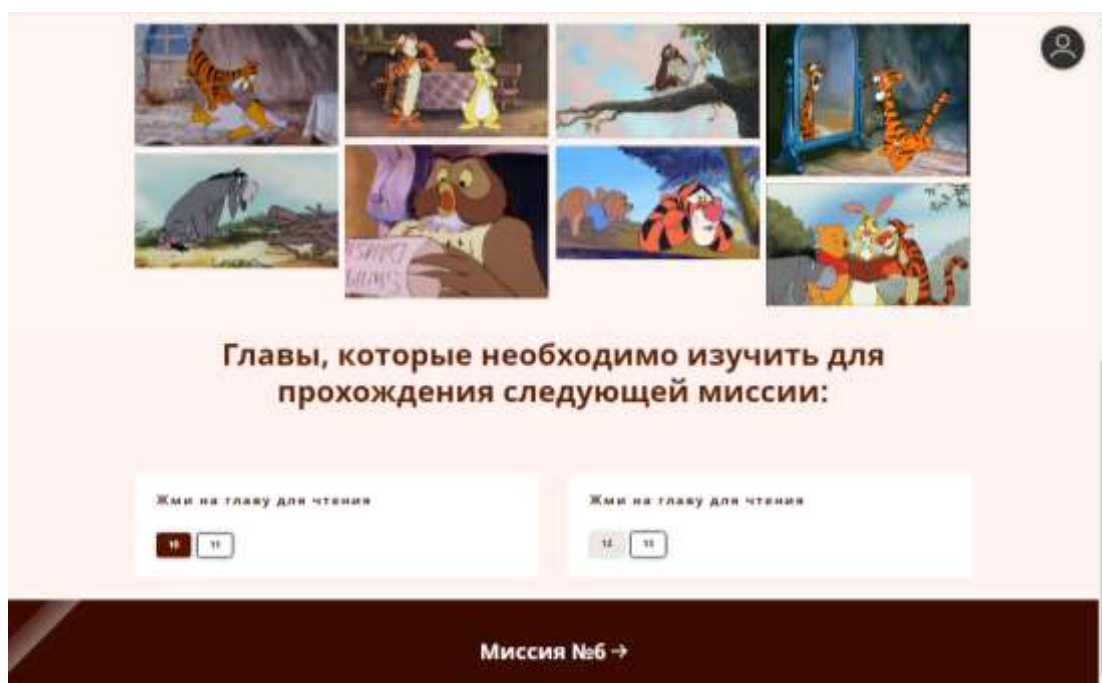 Главы, которые необходимо изучить для
прохождения следующей миссии:
Жми на главу для чтения
Жми на главу для чтения
10 11
12 13
Миссия №6 →